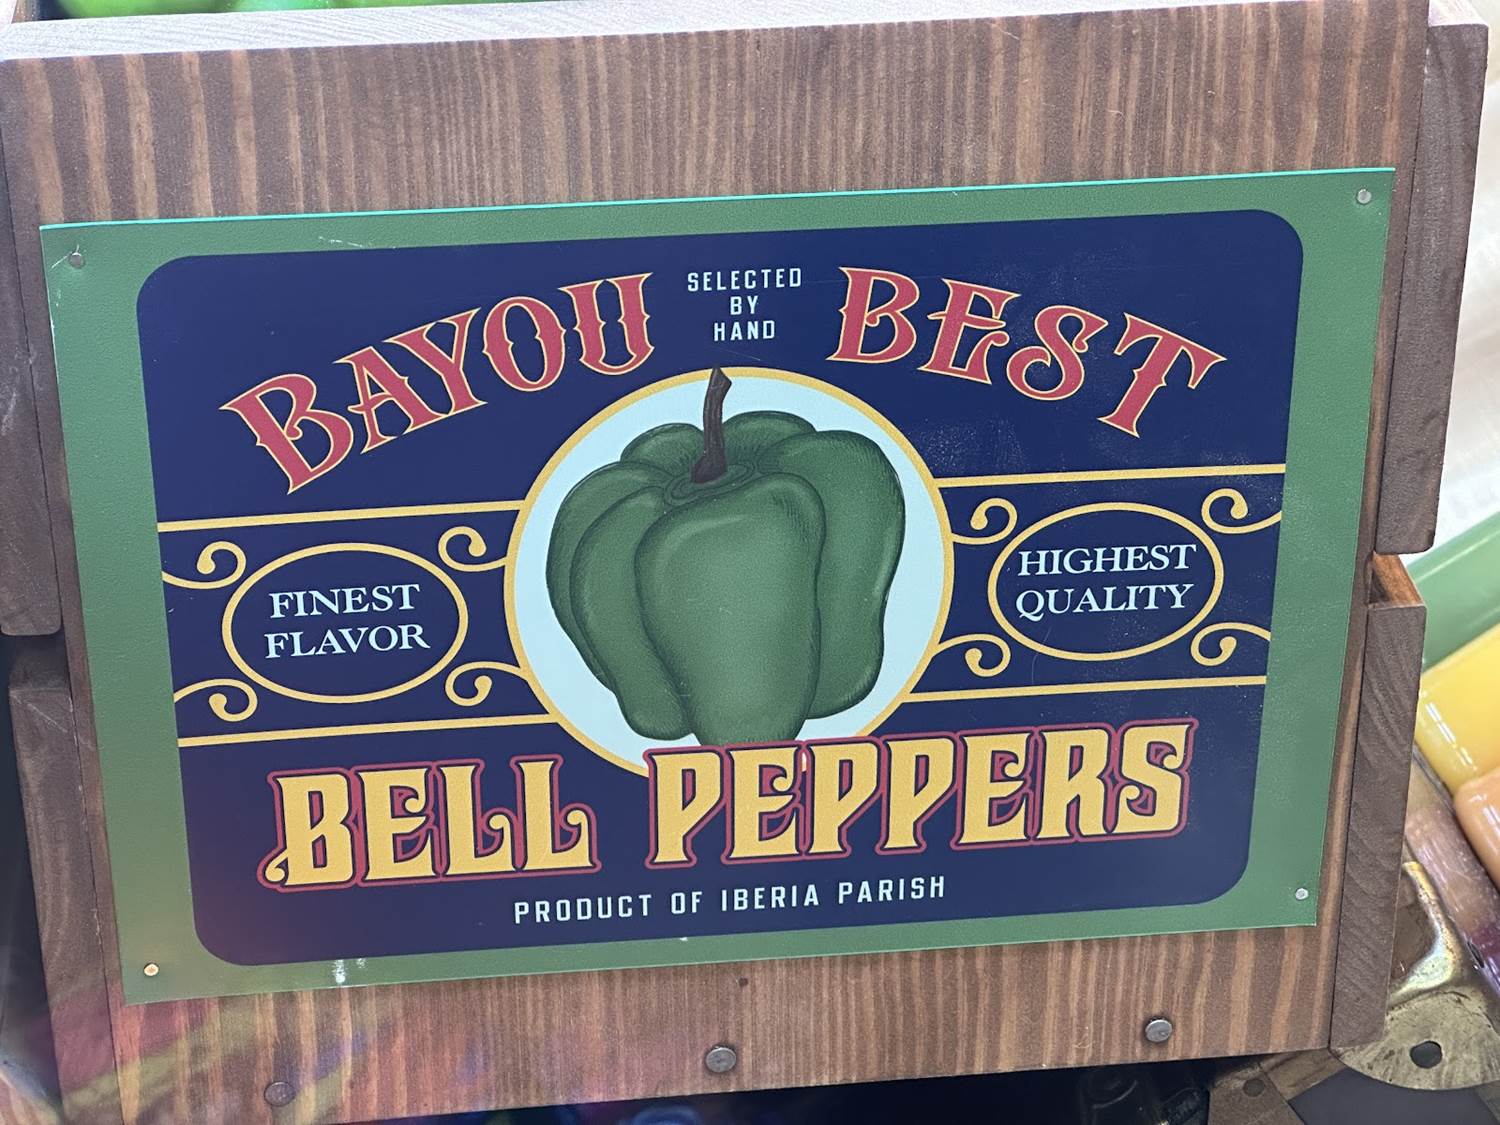 BAYOU BEST
SELECTED
BY
HAND
FINEST
FLAVOR
HIGHEST
QUALITY
BELL PEPPERS
PRODUCT OF IBERIA PARISH